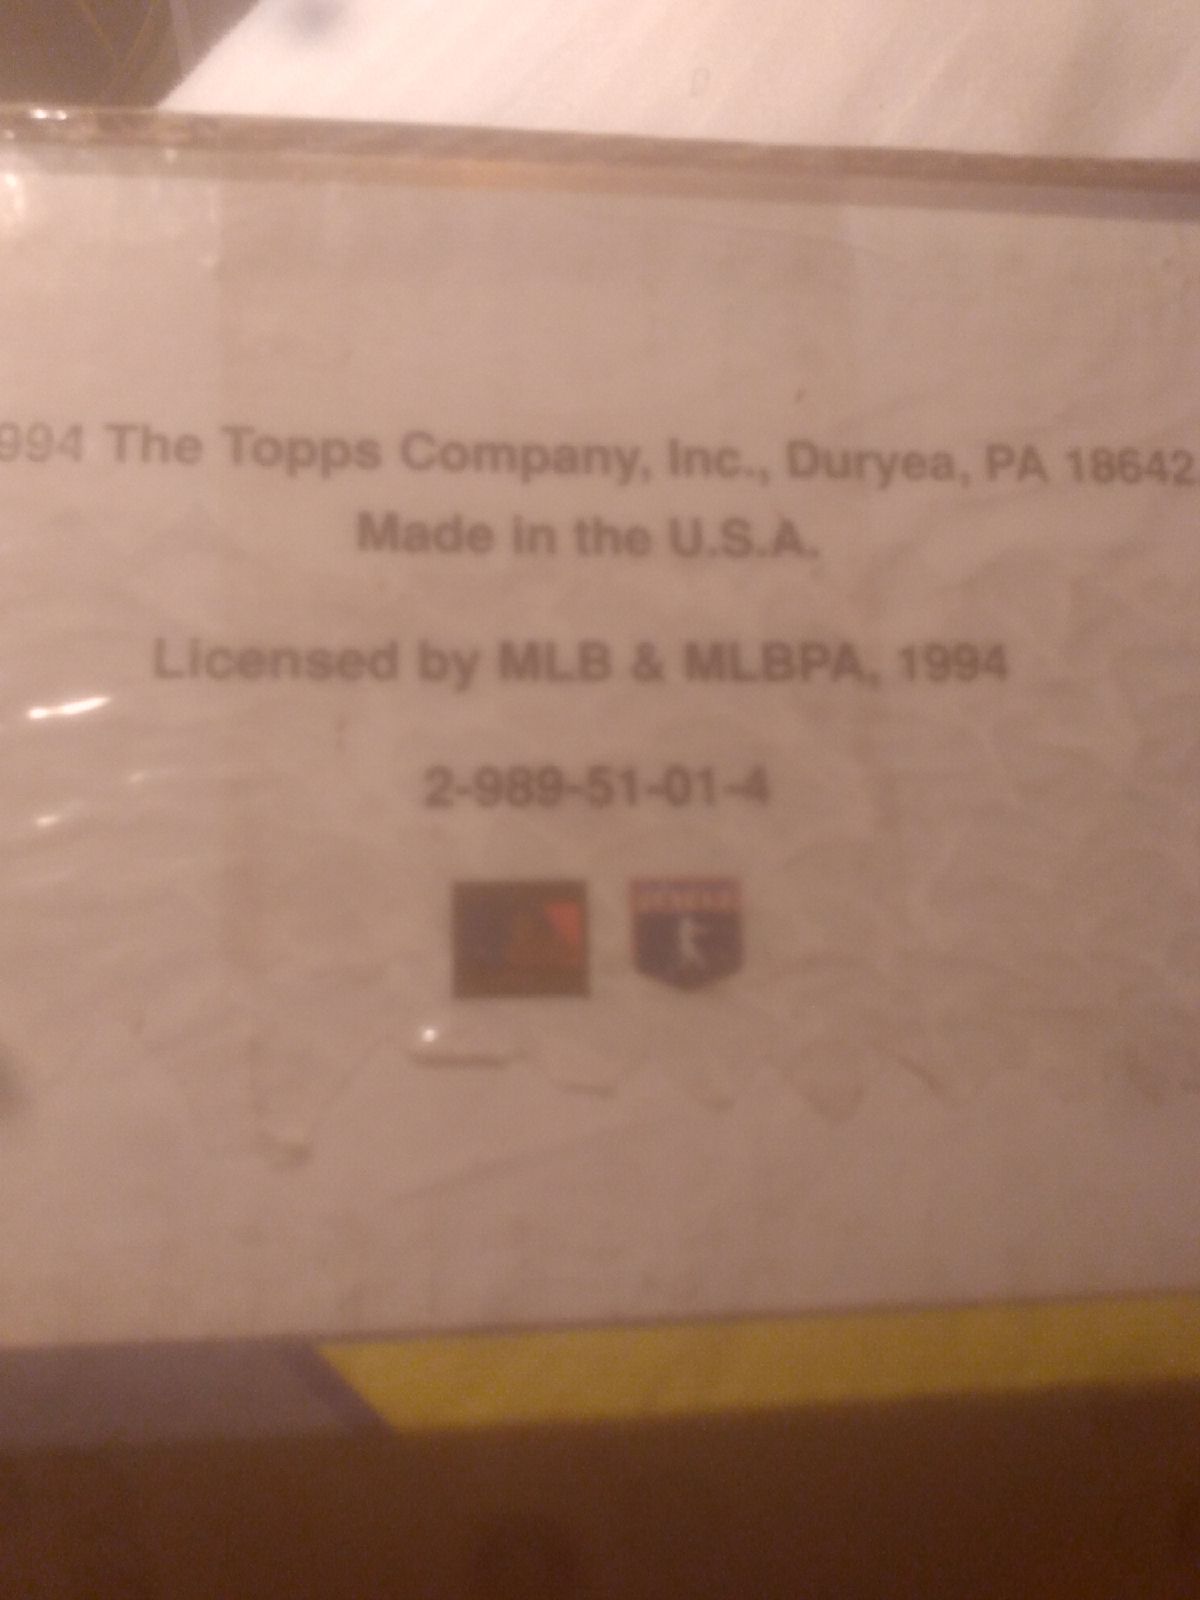 994 The Topps Company, Inc., Duryea, PA 18642
Made in the U.S.A.
Licensed by MLB & MLBPA, 1994
2-989-51-01-4